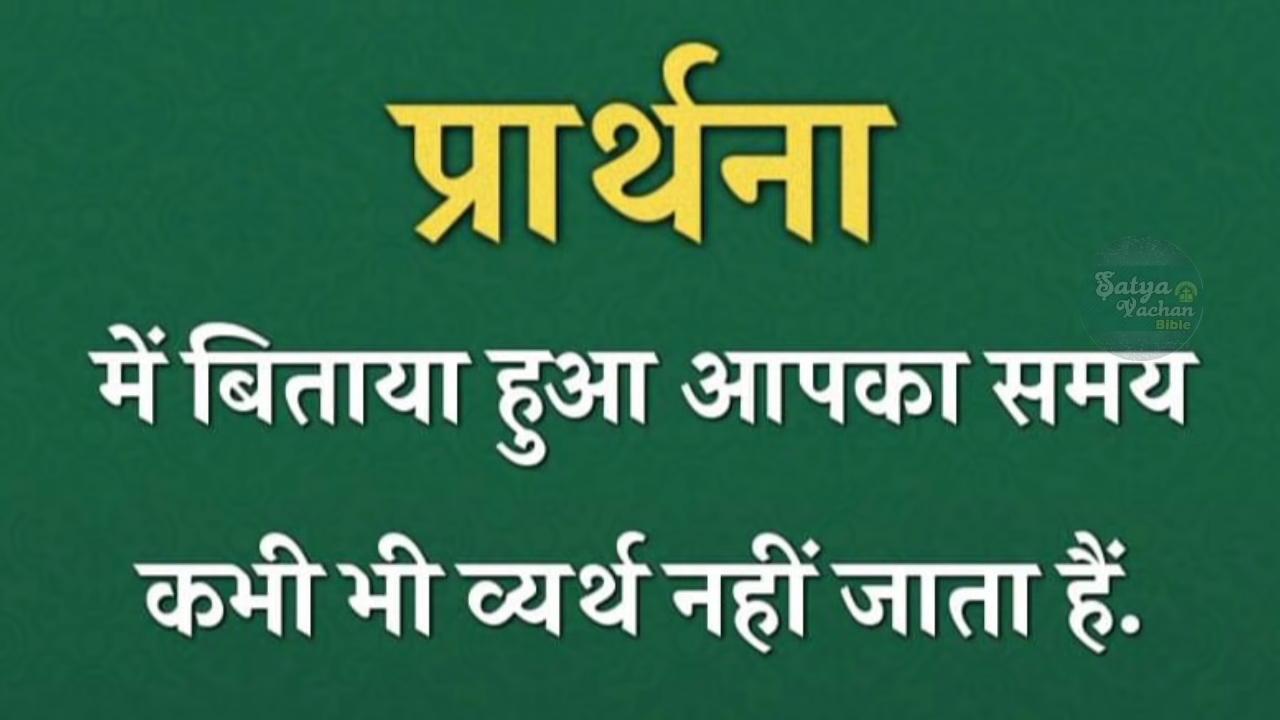 प्रार्थना
Satya
Vachan
Bible
में बिताया हुआ आपका समय
कभी भी व्यर्थ नहीं जाता हैं.